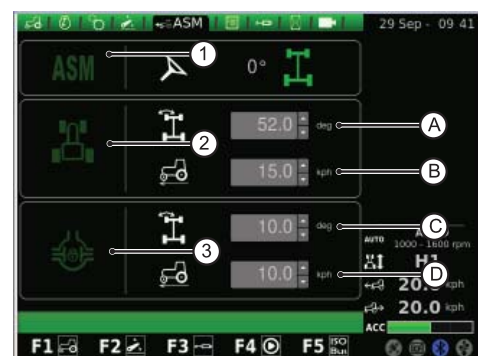 ASM 29 Sep - 09 41
ASM 1 0°
2 52.0 deg A
15.0 kph B
3 10.0 deg C
10.0 kph D
AUTO
1000 - 1600 rpm
H1
20.0 kph
20.0 kph
ACC
F1 F2 F3 F4 F5 ISO Bus